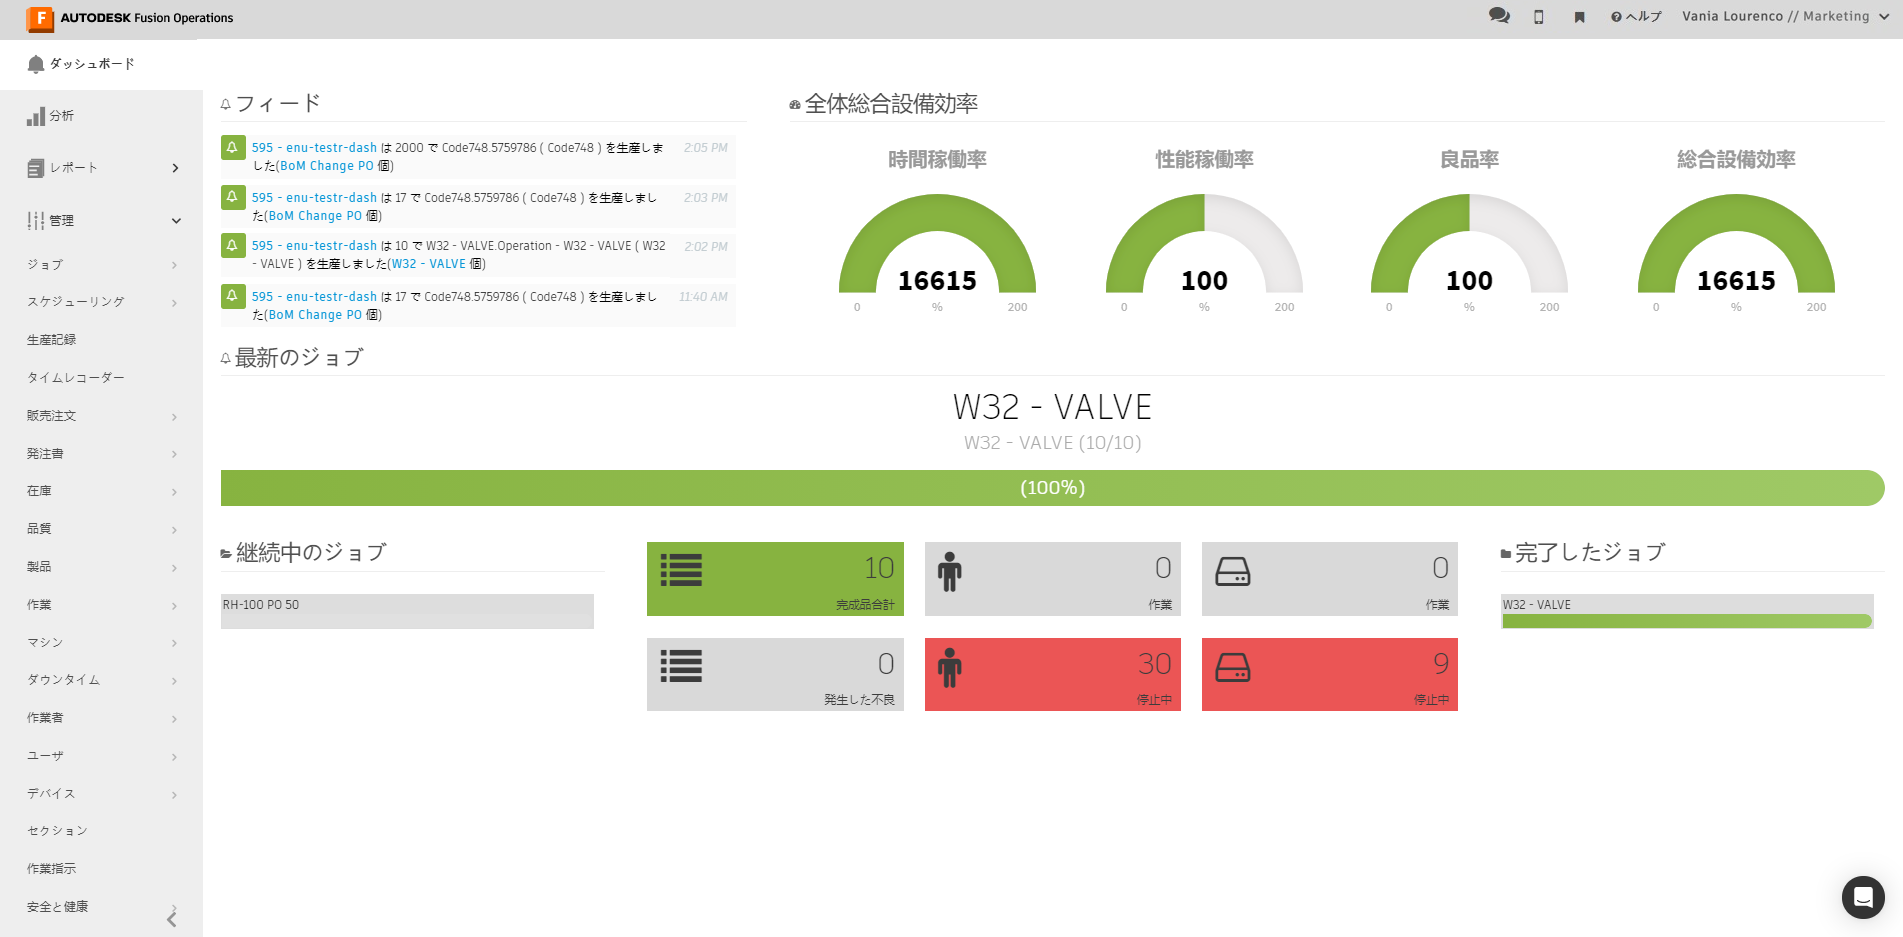 AUTODESK Fusion Operations
ヘルプ
Vania Lourenco // Marketing
ダッシュボード
分析
レポート
管理
ジョブ
スケジューリング
生産記録
タイムレコーダー
販売注文
発注書
在庫
品質
製品
作業
マシン
ダウンタイム
作業者
ユーザ
デバイス
セクション
作業指示
安全と健康
フィード
595 - enu-testr-dash は 2000 で Code748.5759786 ( Code748 ) を生産しま
した(BoM Change PO 個)
2:05 PM
595 - enu-testr-dash は 17 で Code748.5759786 ( Code748 ) を生産しまし
た(BoM Change PO 個)
2:03 PM
595 - enu-testr-dash は 10 で W32 - VALVE.Operation - W32 - VALVE ( W32
- VALVE ) を生産しました(W32 - VALVE 個)
2:02 PM
595 - enu-testr-dash は 17 で Code748.5759786 ( Code748 ) を生産しまし
た(BoM Change PO 個)
11:40 AM
全体総合設備効率
時間稼働率
16615
0 % 200
性能稼働率
100
0 % 200
良品率
100
0 % 200
総合設備効率
16615
0 % 200
最新のジョブ
W32 - VALVE
W32 - VALVE (10/10)
(100%)
継続中のジョブ
RH-100 PO 50
10
完成品合計
0
作業
0
作業
0
発生した不良
30
停止中
9
停止中
完了したジョブ
W32 - VALVE